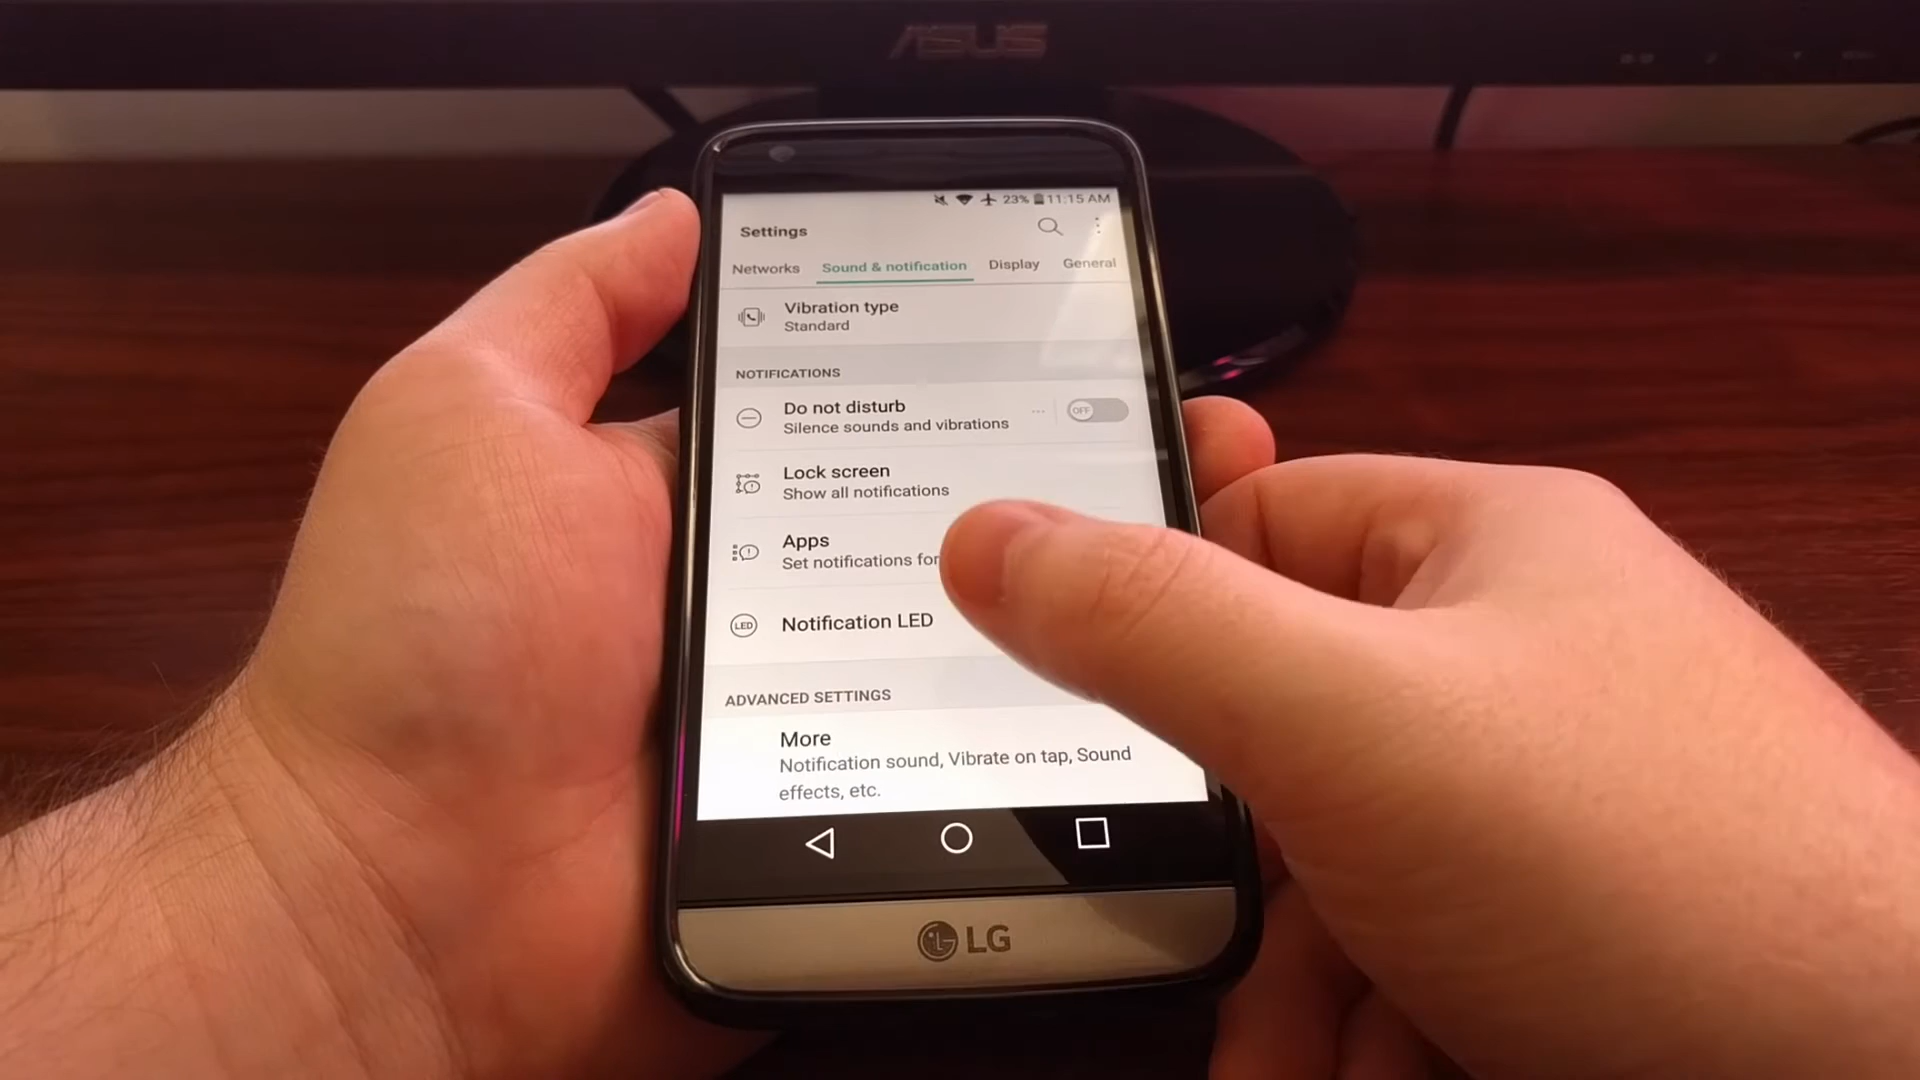 ASUS
23% 11:15 AM
Settings
Networks Sound & notification Display General
Vibration type
Standard
NOTIFICATIONS
Do not disturb
Silence sounds and vibrations
OFF
Lock screen
Show all notifications
Apps
Set notifications for
LED Notification LED
ADVANCED SETTINGS
More
Notification sound, Vibrate on tap, Sound
effects, etc.
LG